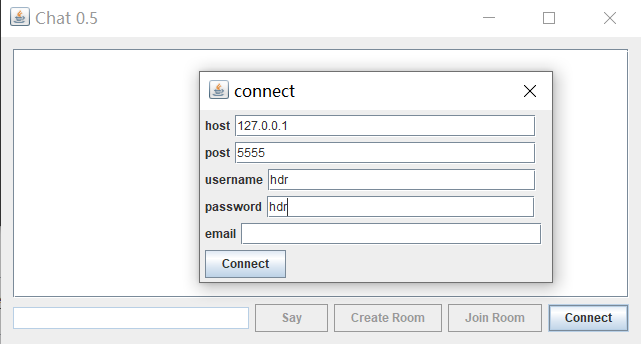 Chat 0.5
connect
host 127.0.0.1
post 5555
username hdr
password hdr
email
Connect
Say Create Room Join Room Connect